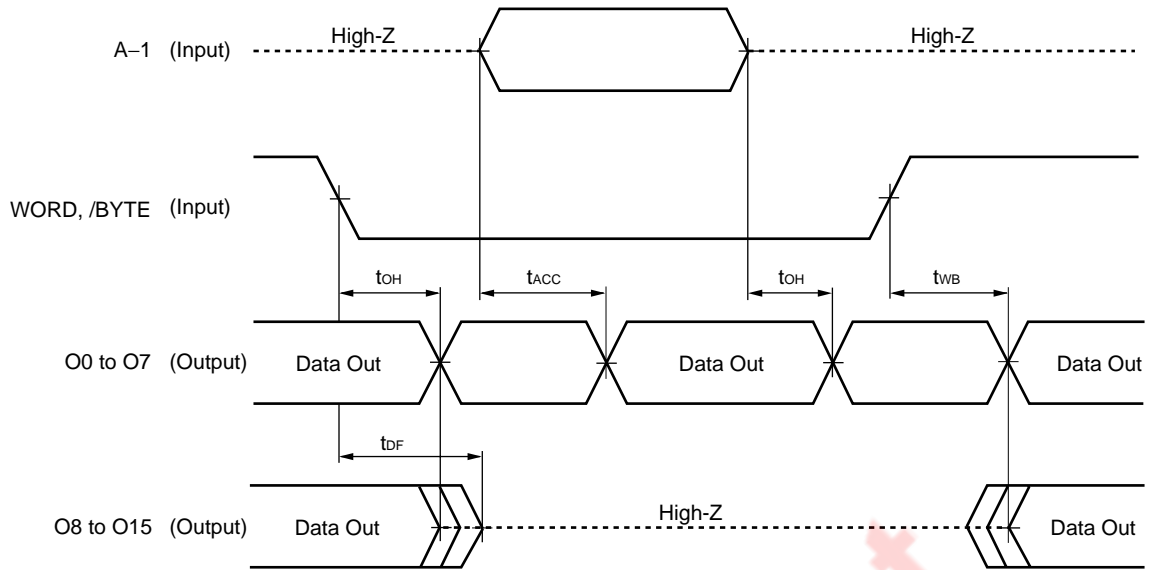 A–1 (Input) High-Z High-Z
WORD, /BYTE (Input)
tOH tACC tOH tWB
O0 to O7 (Output) Data Out Data Out Data Out
tDF
O8 to O15 (Output) Data Out High-Z Data Out